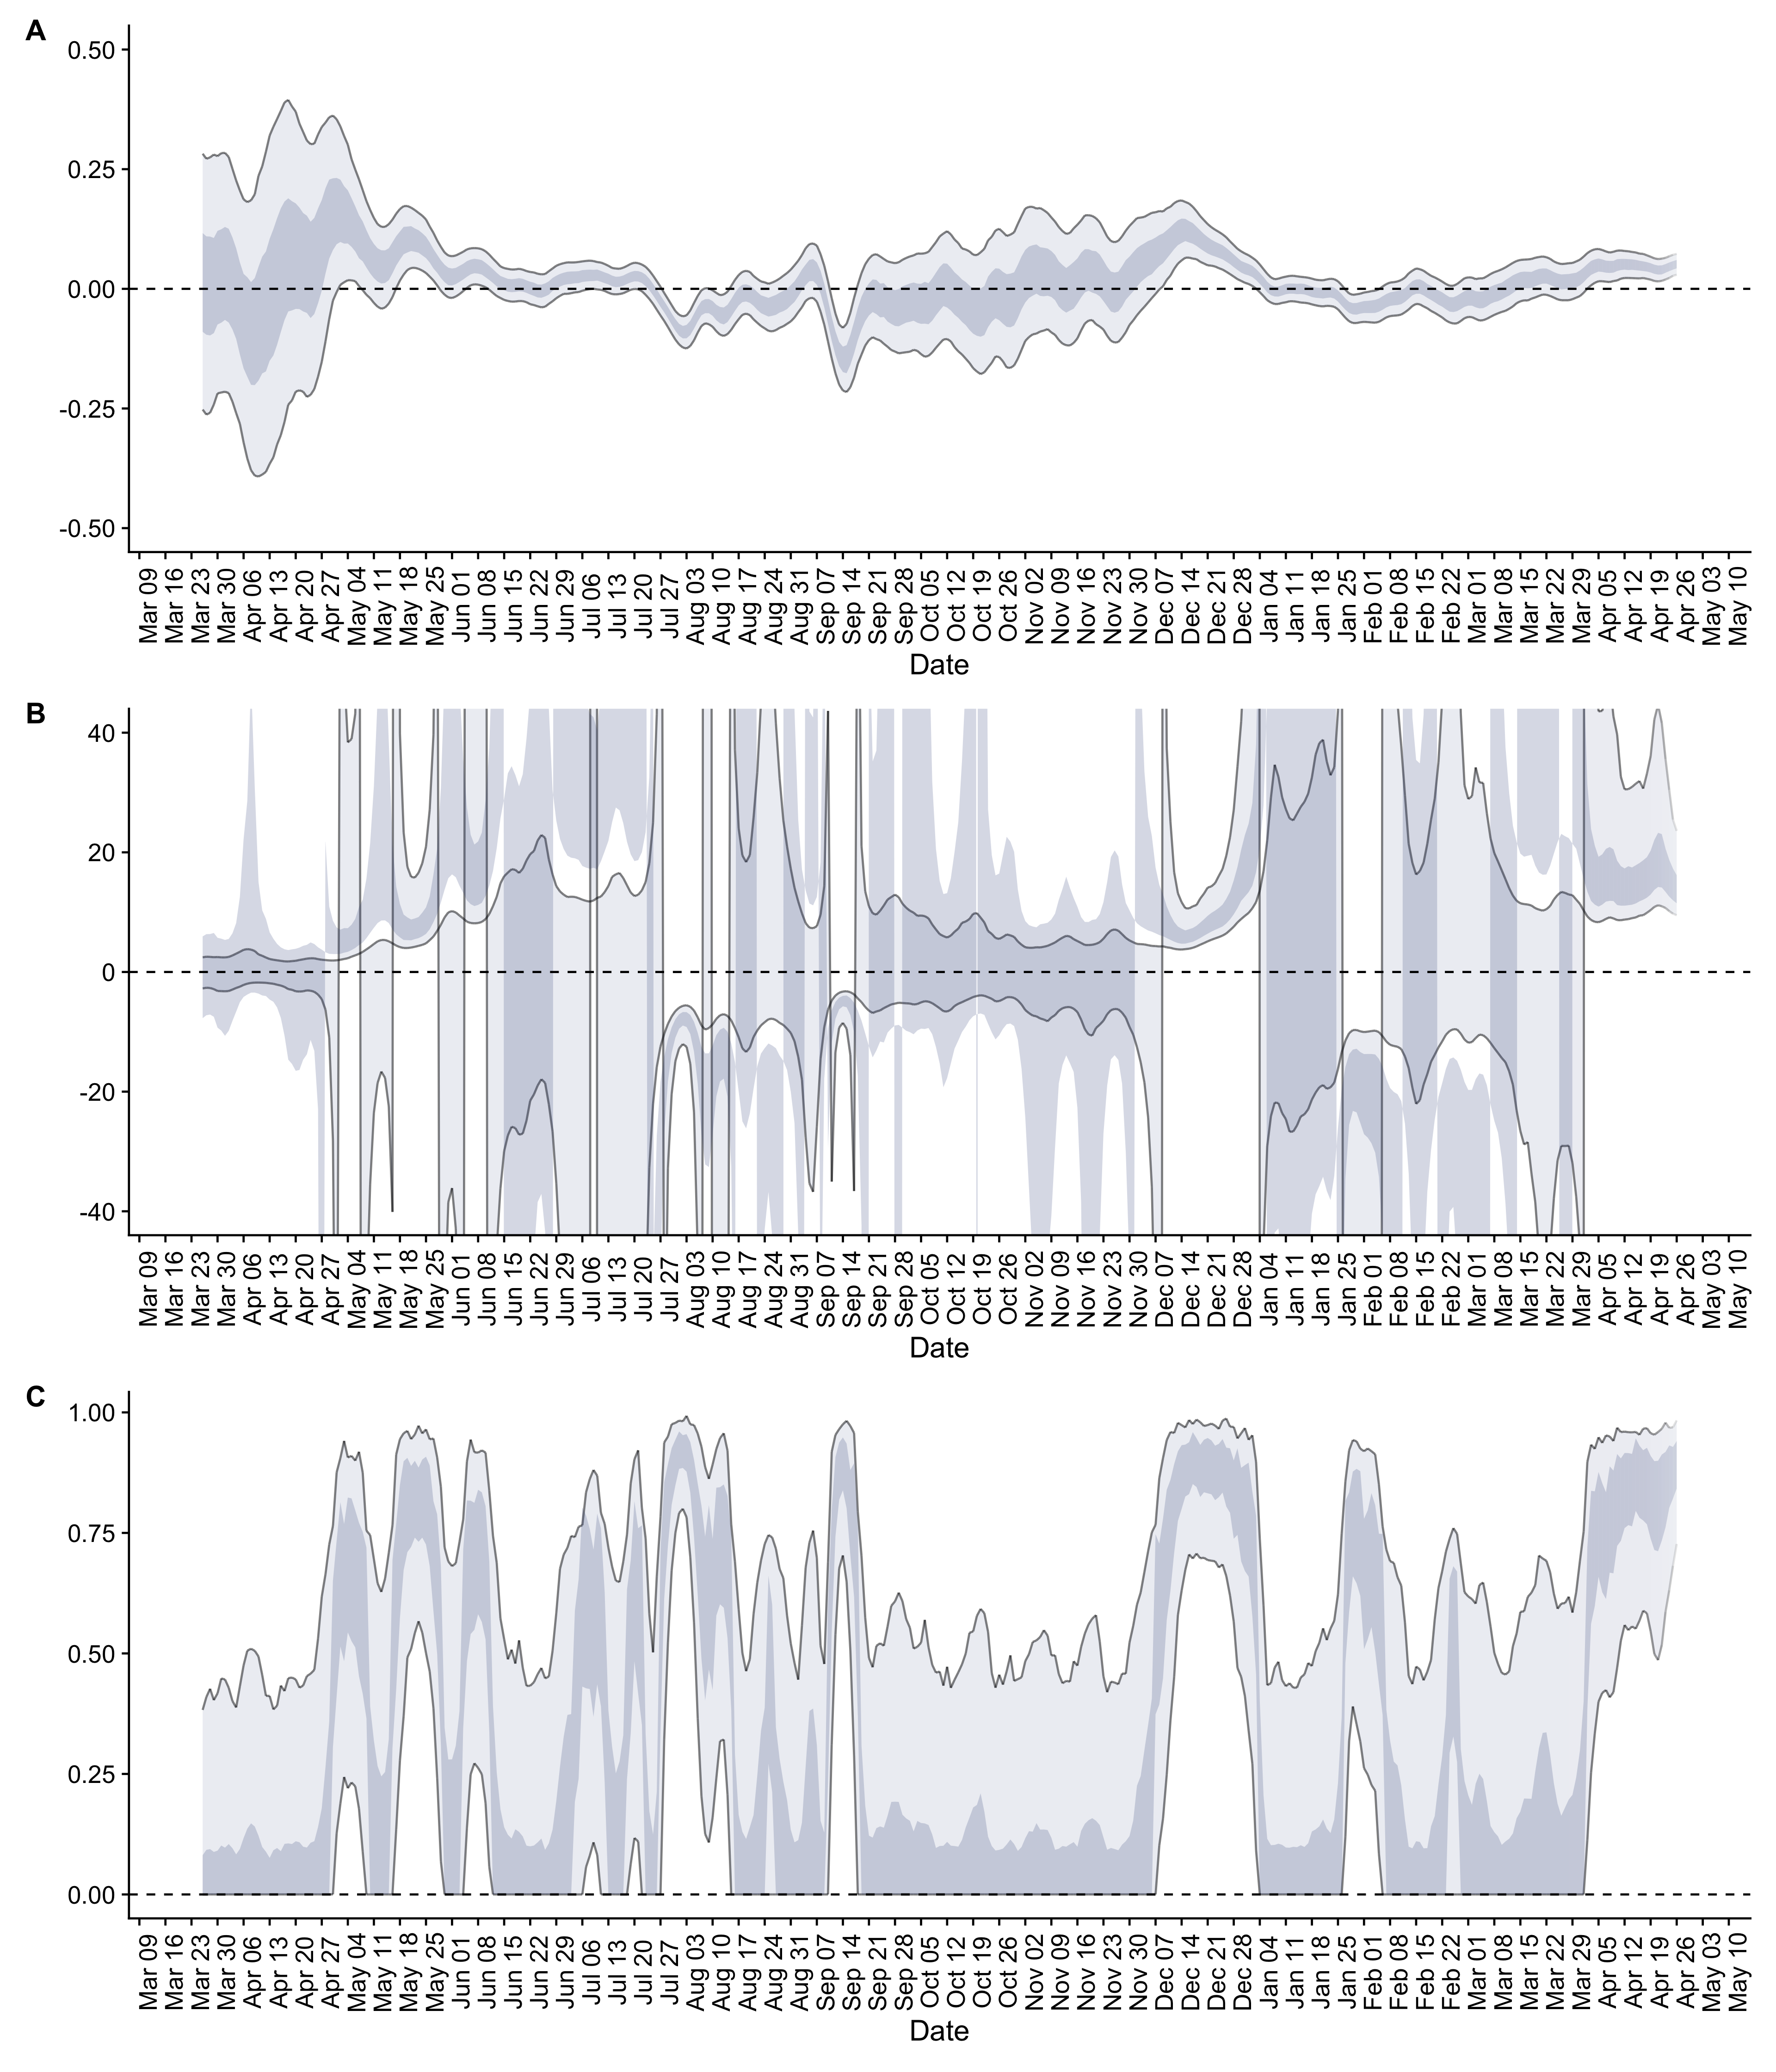 A
0.50
0.25
0.00
-0.25
-0.50
Mar 09 Mar 16 Mar 23 Mar 30 Apr 06 Apr 13 Apr 20 Apr 27 May 04 May 11 May 18 May 25 Jun 01 Jun 08 Jun 15 Jun 22 Jun 29 Jul 06 Jul 13 Jul 20 Jul 27 Aug 03 Aug 10 Aug 17 Aug 24 Aug 31 Sep 07 Sep 14 Sep 21 Sep 28 Oct 05 Oct 12 Oct 19 Oct 26 Nov 02 Nov 09 Nov 16 Nov 23 Nov 30 Dec 07 Dec 14 Dec 21 Dec 28 Jan 04 Jan 11 Jan 18 Jan 25 Feb 01 Feb 08 Feb 15 Feb 22 Mar 01 Mar 08 Mar 15 Mar 22 Mar 29 Apr 05 Apr 12 Apr 19 Apr 26 May 03 May 10
Date
B
40
20
0
-20
-40
Mar 09 Mar 16 Mar 23 Mar 30 Apr 06 Apr 13 Apr 20 Apr 27 May 04 May 11 May 18 May 25 Jun 01 Jun 08 Jun 15 Jun 22 Jun 29 Jul 06 Jul 13 Jul 20 Jul 27 Aug 03 Aug 10 Aug 17 Aug 24 Aug 31 Sep 07 Sep 14 Sep 21 Sep 28 Oct 05 Oct 12 Oct 19 Oct 26 Nov 02 Nov 09 Nov 16 Nov 23 Nov 30 Dec 07 Dec 14 Dec 21 Dec 28 Jan 04 Jan 11 Jan 18 Jan 25 Feb 01 Feb 08 Feb 15 Feb 22 Mar 01 Mar 08 Mar 15 Mar 22 Mar 29 Apr 05 Apr 12 Apr 19 Apr 26 May 03 May 10
Date
C
1.00
0.75
0.50
0.25
0.00
Mar 09 Mar 16 Mar 23 Mar 30 Apr 06 Apr 13 Apr 20 Apr 27 May 04 May 11 May 18 May 25 Jun 01 Jun 08 Jun 15 Jun 22 Jun 29 Jul 06 Jul 13 Jul 20 Jul 27 Aug 03 Aug 10 Aug 17 Aug 24 Aug 31 Sep 07 Sep 14 Sep 21 Sep 28 Oct 05 Oct 12 Oct 19 Oct 26 Nov 02 Nov 09 Nov 16 Nov 23 Nov 30 Dec 07 Dec 14 Dec 21 Dec 28 Jan 04 Jan 11 Jan 18 Jan 25 Feb 01 Feb 08 Feb 15 Feb 22 Mar 01 Mar 08 Mar 15 Mar 22 Mar 29 Apr 05 Apr 12 Apr 19 Apr 26 May 03 May 10
Date